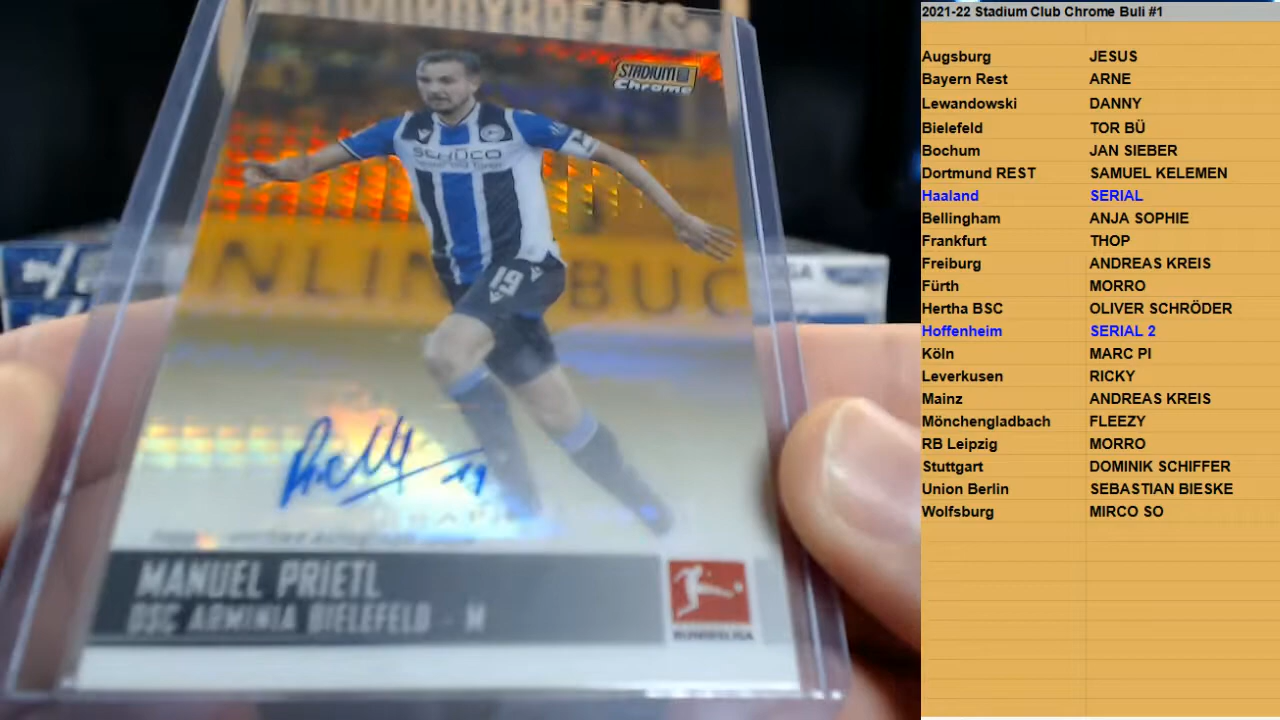 STADIUM
Chrome
SCHÜCO
19
NLIN BUC
MANUEL PRIETL
DSC ARMINIA BIELEFELD - M
BUNDESLIGA
2021-22 Stadium Club Chrome Buli #1
Augsburg JESUS
Bayern Rest ARNE
Lewandowski DANNY
Bielefeld TOR BÜ
Bochum JAN SIEBER
Dortmund REST SAMUEL KELEMEN
Haaland SERIAL
Bellingham ANJA SOPHIE
Frankfurt THOP
Freiburg ANDREAS KREIS
Fürth MORRO
Hertha BSC OLIVER SCHRÖDER
Hoffenheim SERIAL 2
Köln MARC PI
Leverkusen RICKY
Mainz ANDREAS KREIS
Mönchengladbach FLEEZY
RB Leipzig MORRO
Stuttgart DOMINIK SCHIFFER
Union Berlin SEBASTIAN BIESKE
Wolfsburg MIRCO SO